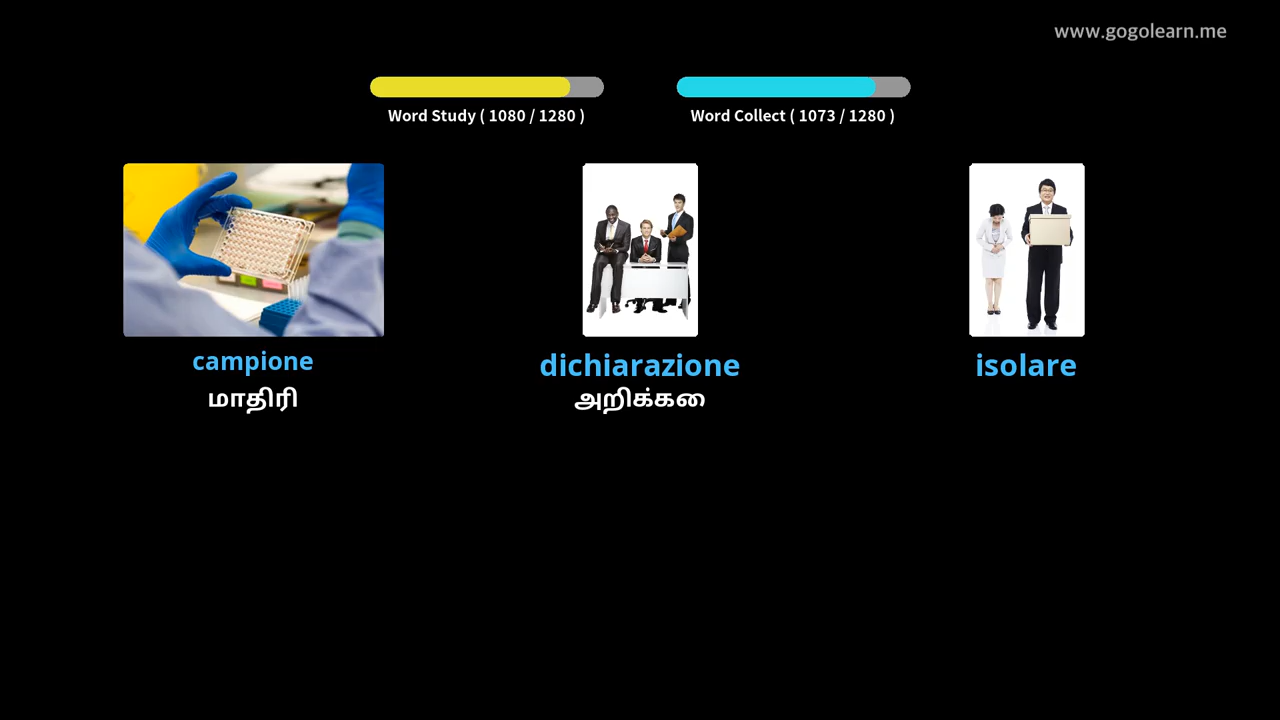 www.gogolearn.me
Word Study ( 1080 / 1280 )
Word Collect ( 1073 / 1280 )
campione
மாதிரி
dichiarazione
அறிக்கை
isolare